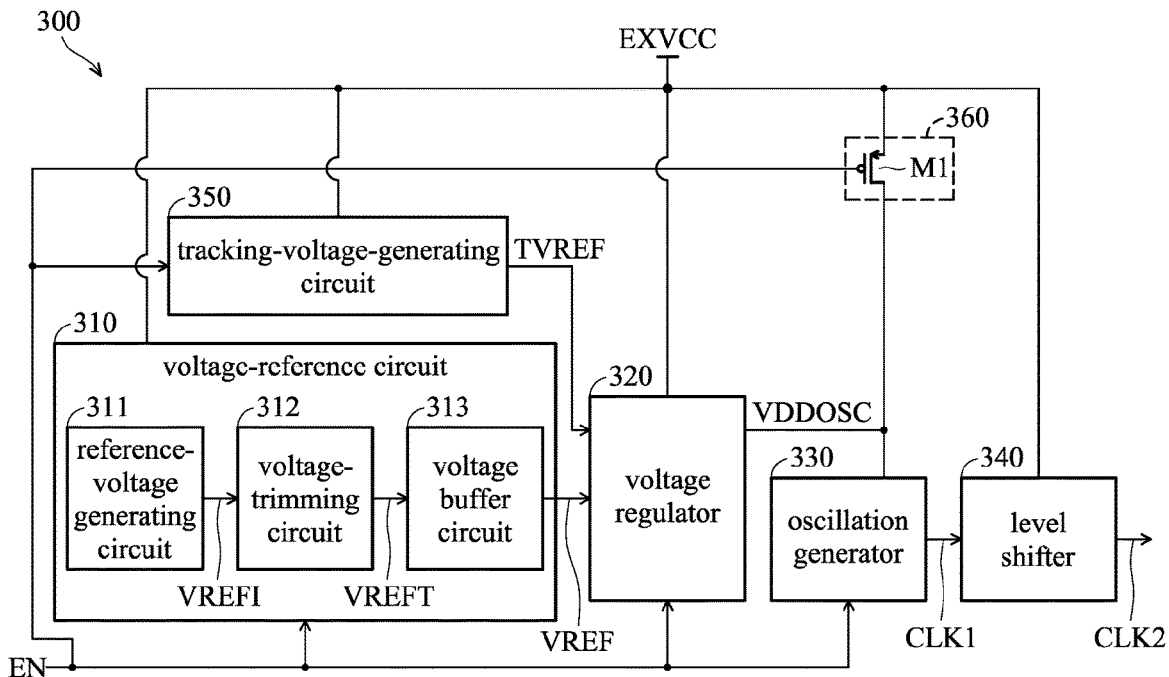 300
EXVCC
360
M1
350
tracking-voltage-generating
circuit
TVREF
310
voltage-reference circuit
311
reference-
voltage
generating
circuit
312
voltage-
trimming
circuit
313
voltage
buffer
circuit
VREFI
VREFT
VREF
320
voltage
regulator
VDDOSC
330
oscillation
generator
340
level
shifter
CLK1
CLK2
EN